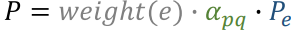 P = weight(e) · α_pq · P_e